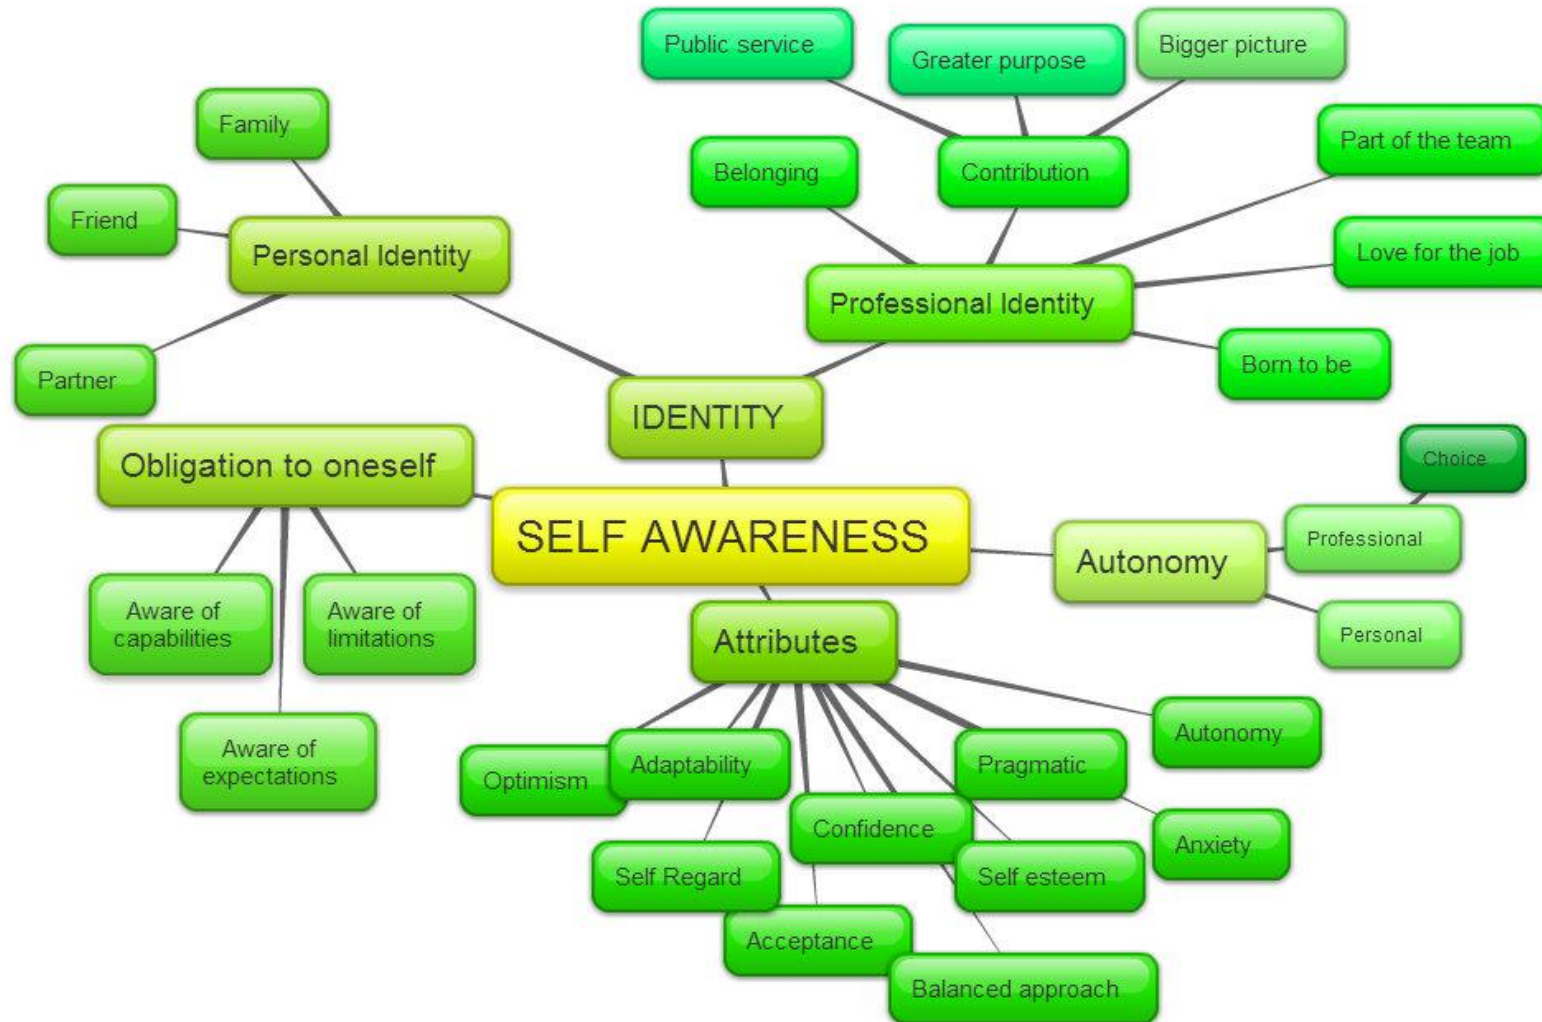 Public service
Greater purpose
Bigger picture
Family
Part of the team
Belonging
Contribution
Friend
Personal Identity
Love for the job
Professional Identity
Partner
Born to be
IDENTITY
Obligation to oneself
Choice
SELF AWARENESS
Professional
Autonomy
Aware of
capabilities
Aware of
limitations
Personal
Attributes
Aware of
expectations
Autonomy
Optimism
Adaptability
Pragmatic
Confidence
Anxiety
Self Regard
Self esteem
Acceptance
Balanced approach